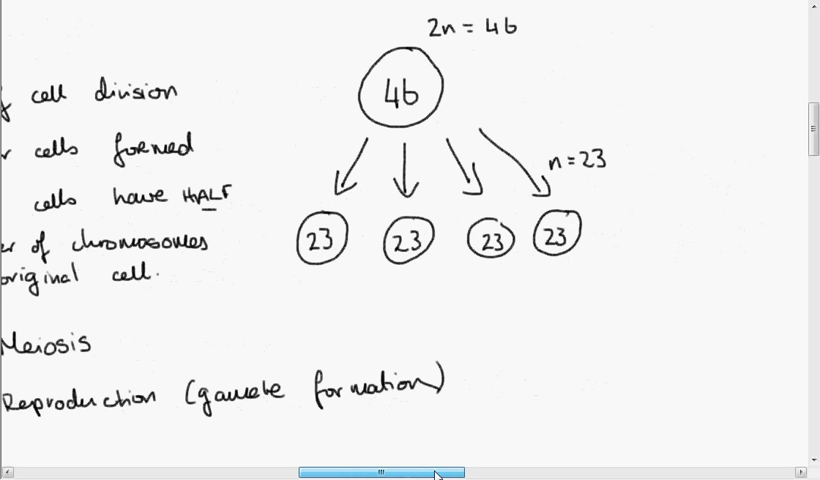 2n = 46
46
cell division
cells formed
n = 23
cells have HALF
of chromosomes
23 23 23 23
original cell.
Meiosis
Reproduction (gamete formation)